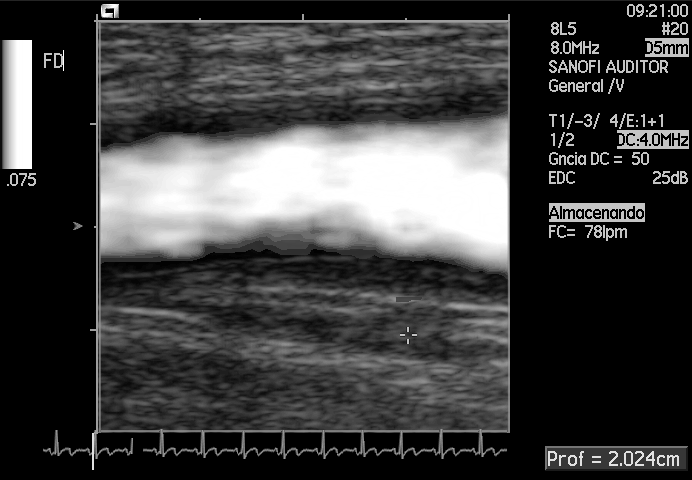 09:21:00
8L5 #20
8.0MHz D5mm
SANOFI AUDITOR
General /V
FD
T1/-3/ 4/E:1+1
1/2 DC:4.0MHz
Gncia DC = 50
EDC 25dB
.075
Almacenando
FC= 78lpm
Prof = 2.024cm